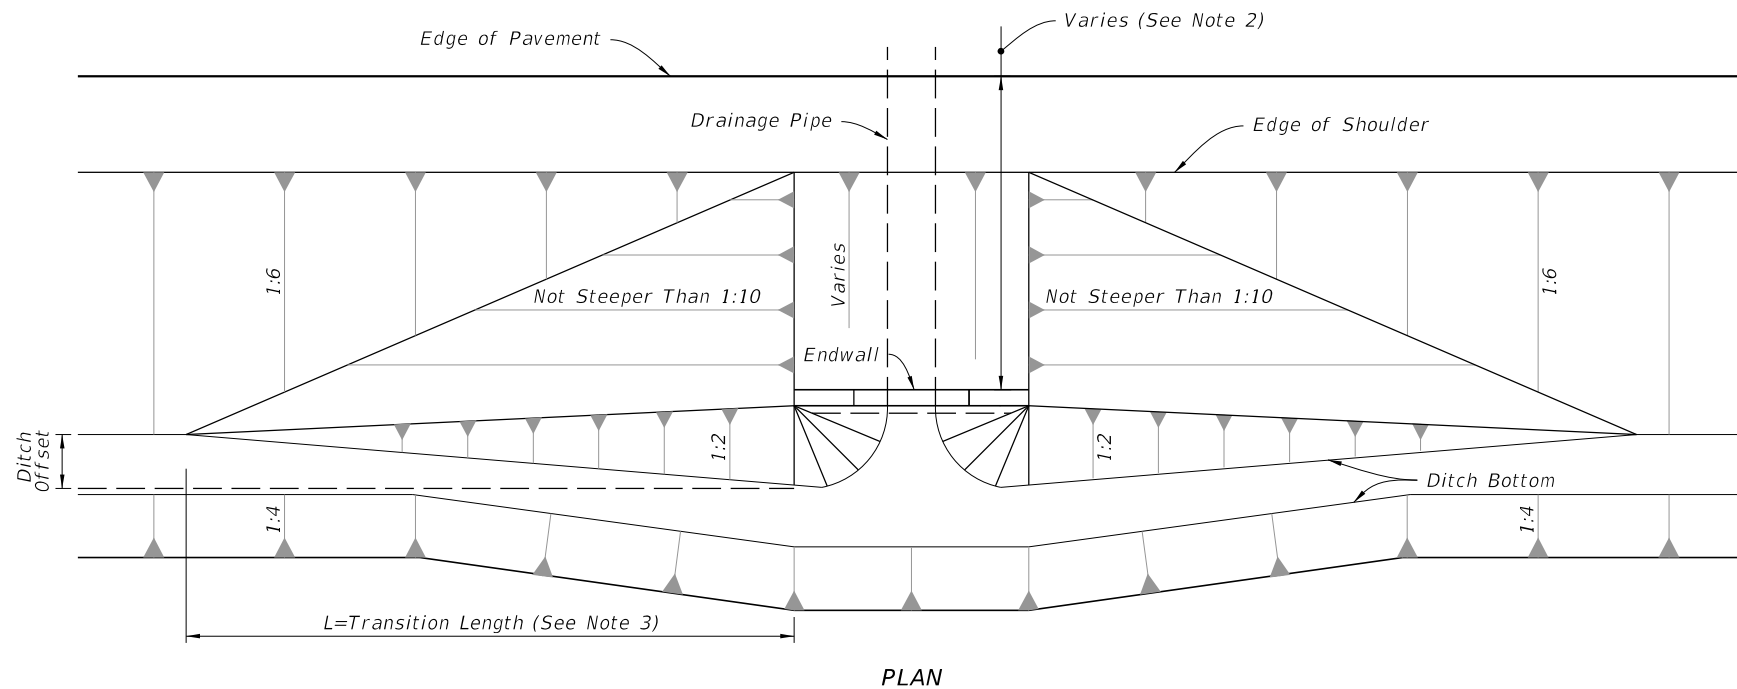 Varies (See Note 2)
Edge of Pavement
Drainage Pipe
Edge of Shoulder
1:6
Varies
1:6
Not Steeper Than 1:10
Not Steeper Than 1:10
Endwall
Ditch
Offset
1:2
1:2
Ditch Bottom
1:4
1:4
L=Transition Length (See Note 3)
PLAN